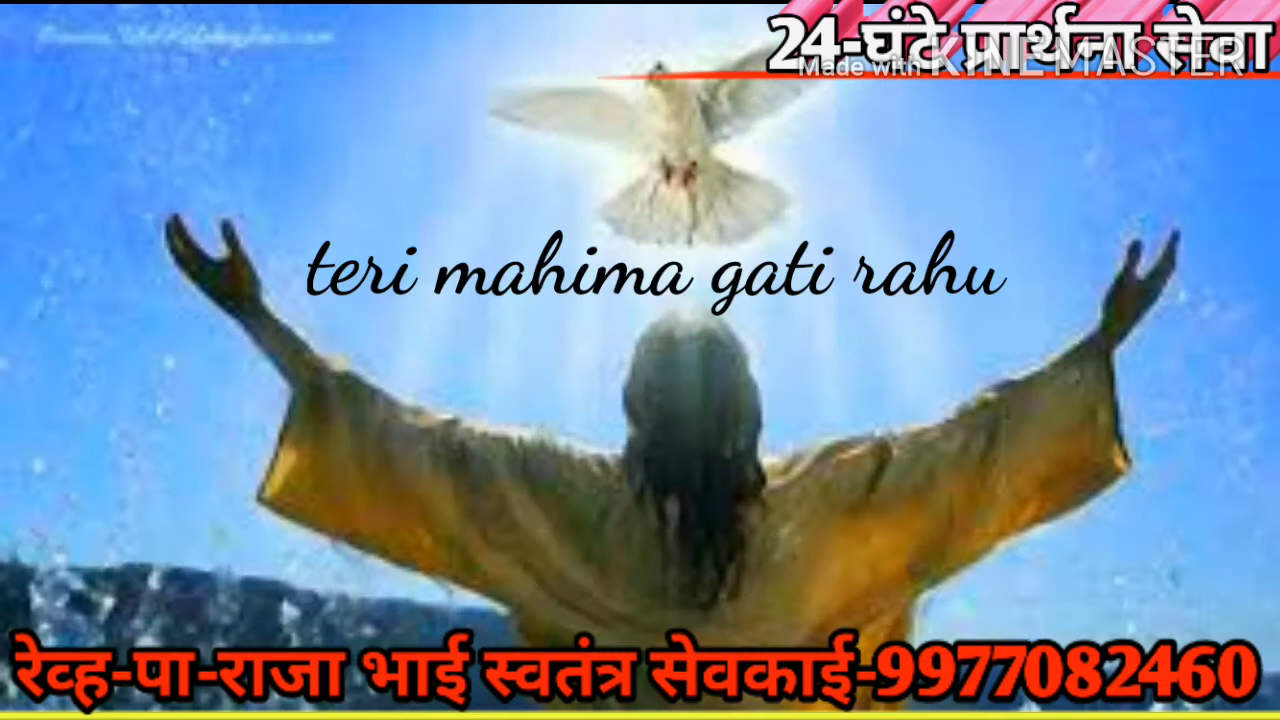 24-घंटे प्रार्थना सेवा
Made with KINEMASTER
teri mahima gati rahu
रेव्ह-पा-राजा भाई स्वतंत्र सेवकाई-9977082460